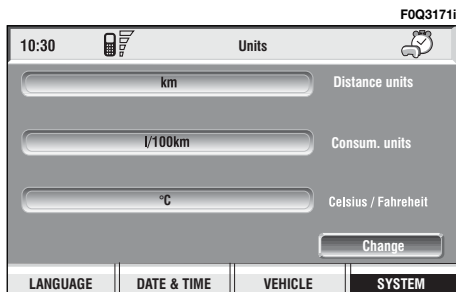 F0Q3171i
10:30 Units
km Distance units
l/100km Consum. units
°C Celsius / Fahreheit
Change
LANGUAGE DATE & TIME VEHICLE SYSTEM